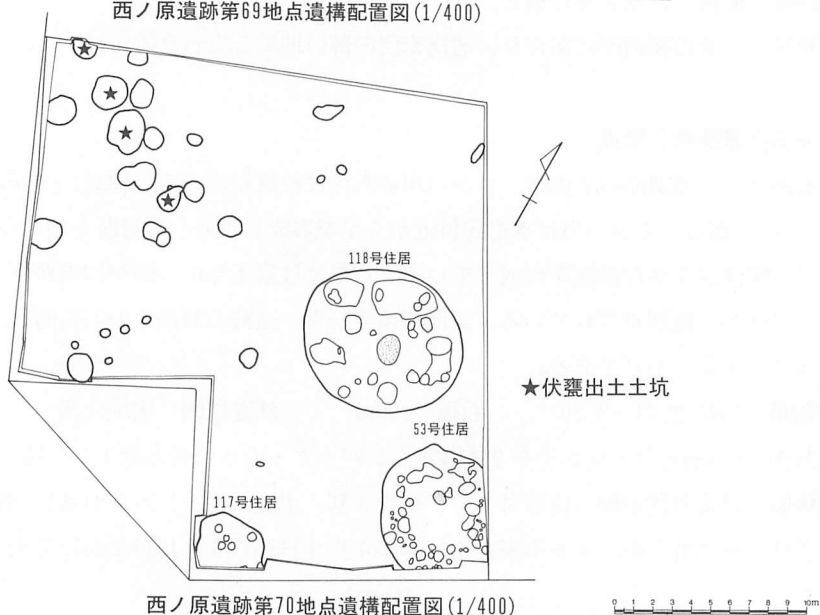 西ノ原遺跡第69地点遺構配置図(1/400)
118号住居
★伏甕出土土坑
53号住居
117号住居
西ノ原遺跡第70地点遺構配置図(1/400)
0 1 2 3 4 5 6 7 8 9 10m